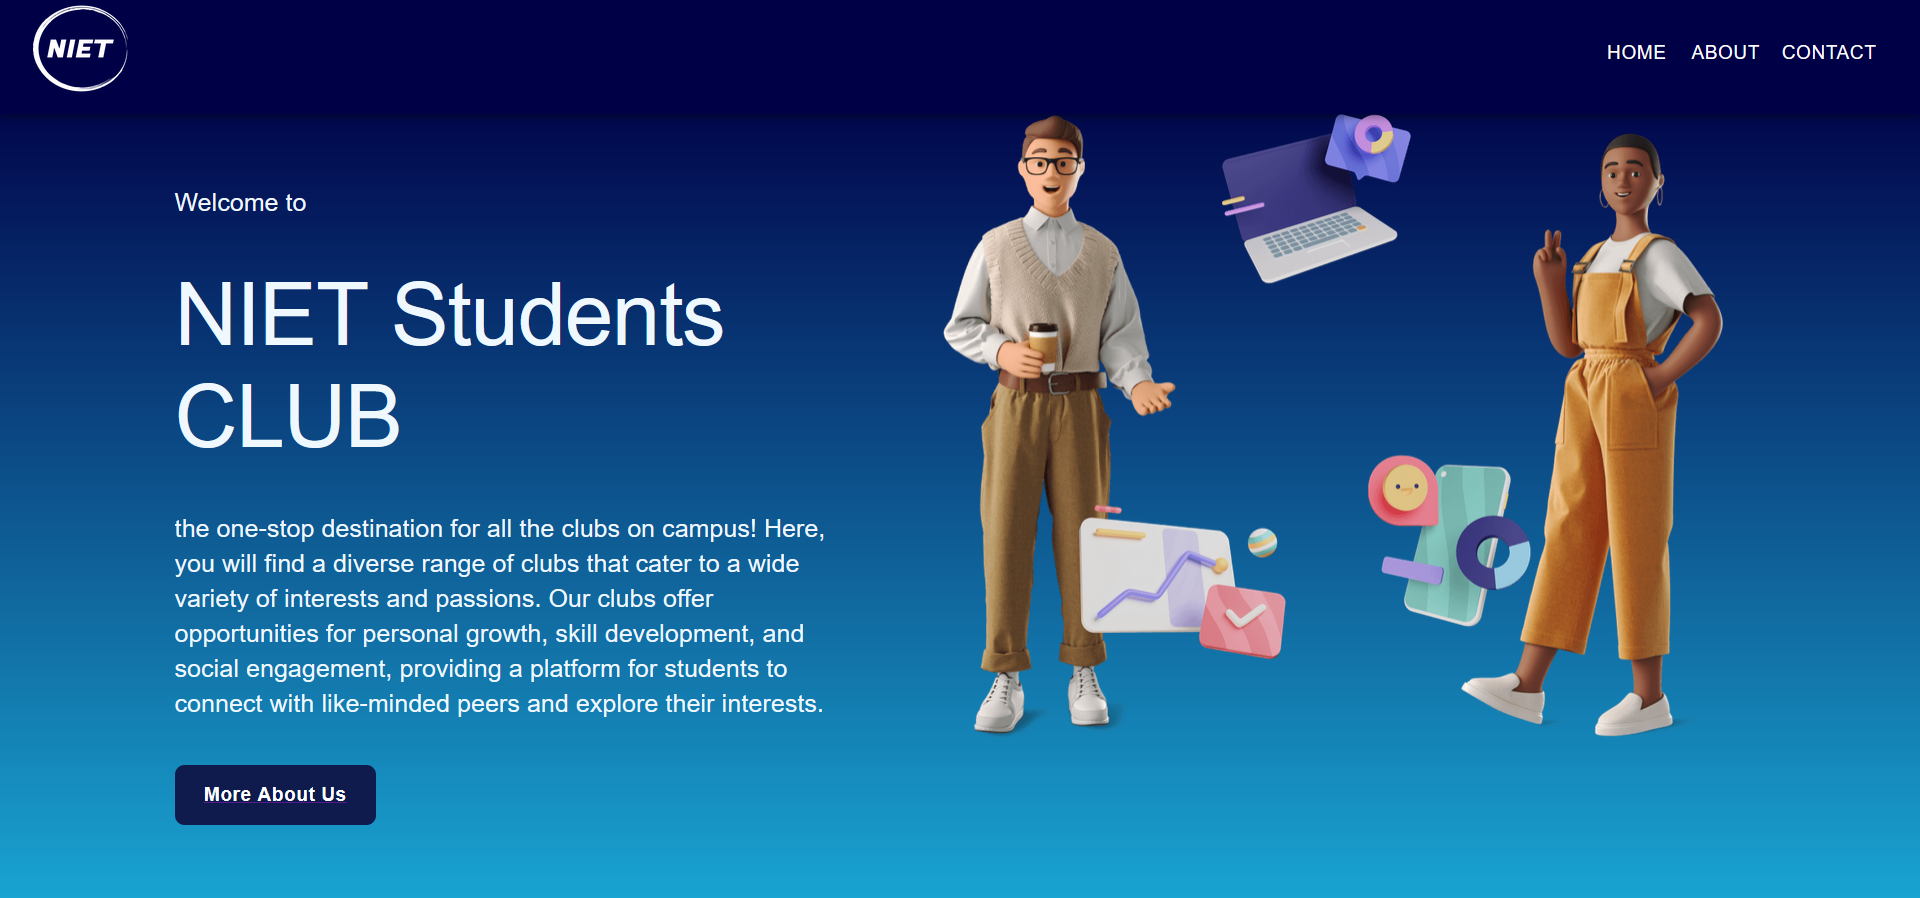 NIET
HOME ABOUT CONTACT
Welcome to
NIET Students
CLUB
the one-stop destination for all the clubs on campus! Here,
you will find a diverse range of clubs that cater to a wide
variety of interests and passions. Our clubs offer
opportunities for personal growth, skill development, and
social engagement, providing a platform for students to
connect with like-minded peers and explore their interests.
More About Us